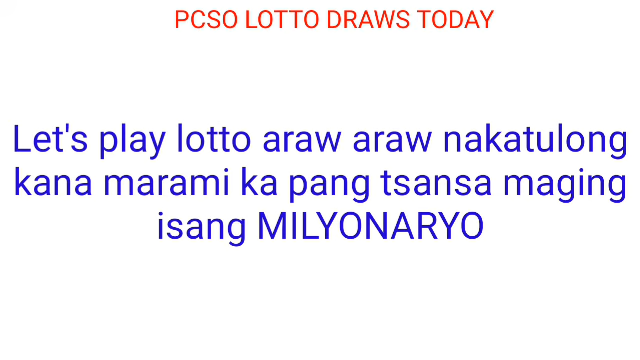 PCSO LOTTO DRAWS TODAY
Let's play lotto araw araw nakatulong
kana marami ka pang tsansa maging
isang MILYONARYO